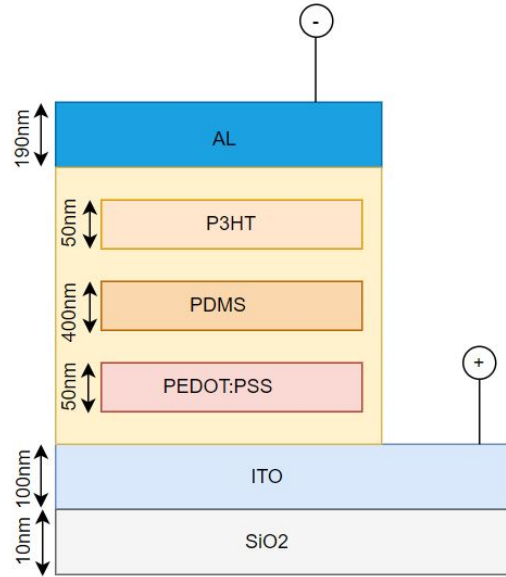 -
190nm
AL
50nm
P3HT
400nm
PDMS
50nm
PEDOT:PSS
+
100nm
ITO
10nm
SiO2